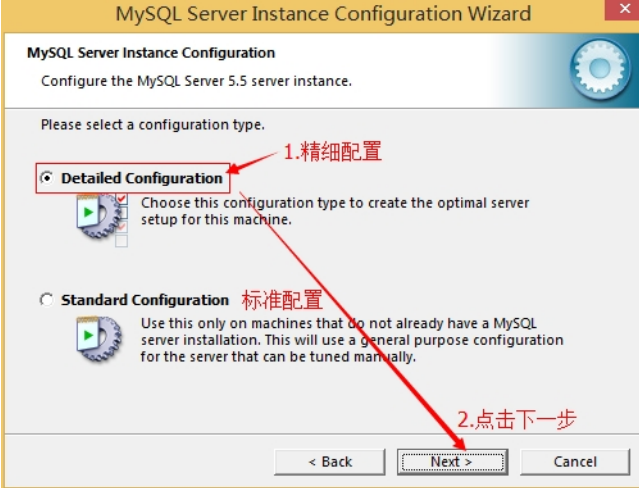 MySQL Server Instance Configuration Wizard
MySQL Server Instance Configuration
Configure the MySQL Server 5.5 server instance.
Please select a configuration type.
1.精细配置
Detailed Configuration
Choose this configuration type to create the optimal server
setup for this machine.
Standard Configuration 标准配置
Use this only on machines that do not already have a MySQL
server installation. This will use a general purpose configuration
for the server that can be tuned manually.
2.点击下一步
< Back Next > Cancel